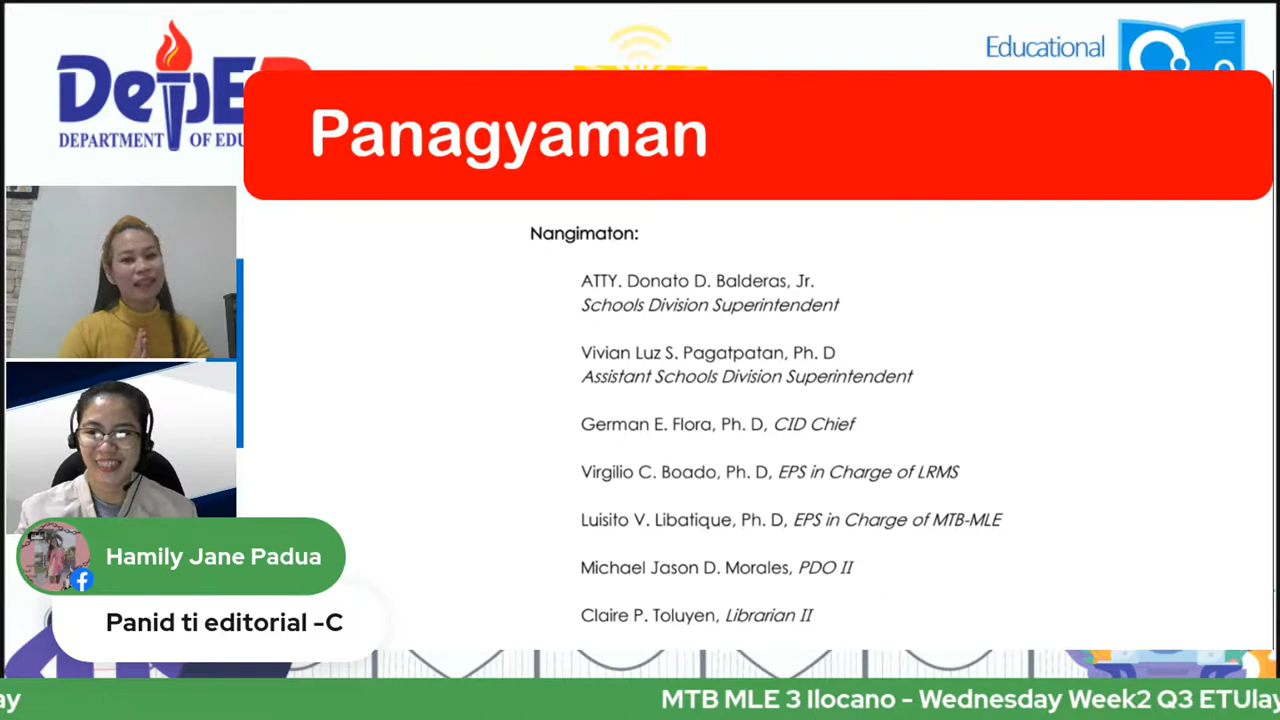 DepED
DEPARTMENT OF EDU
Educational
Panagyaman
Nangimaton:
ATTY. Donato D. Balderas, Jr.
Schools Division Superintendent
Vivian Luz S. Pagatpatan, Ph. D
Assistant Schools Division Superintendent
German E. Flora, Ph. D, CID Chief
Virgilio C. Boado, Ph. D, EPS in Charge of LRMS
Luisito V. Libatique, Ph. D, EPS in Charge of MTB-MLE
Michael Jason D. Morales, PDO II
Claire P. Toluyen, Librarian II
Hamily Jane Padua
Panid ti editorial -C
ay MTB MLE 3 Ilocano - Wednesday Week2 Q3 ETUlay